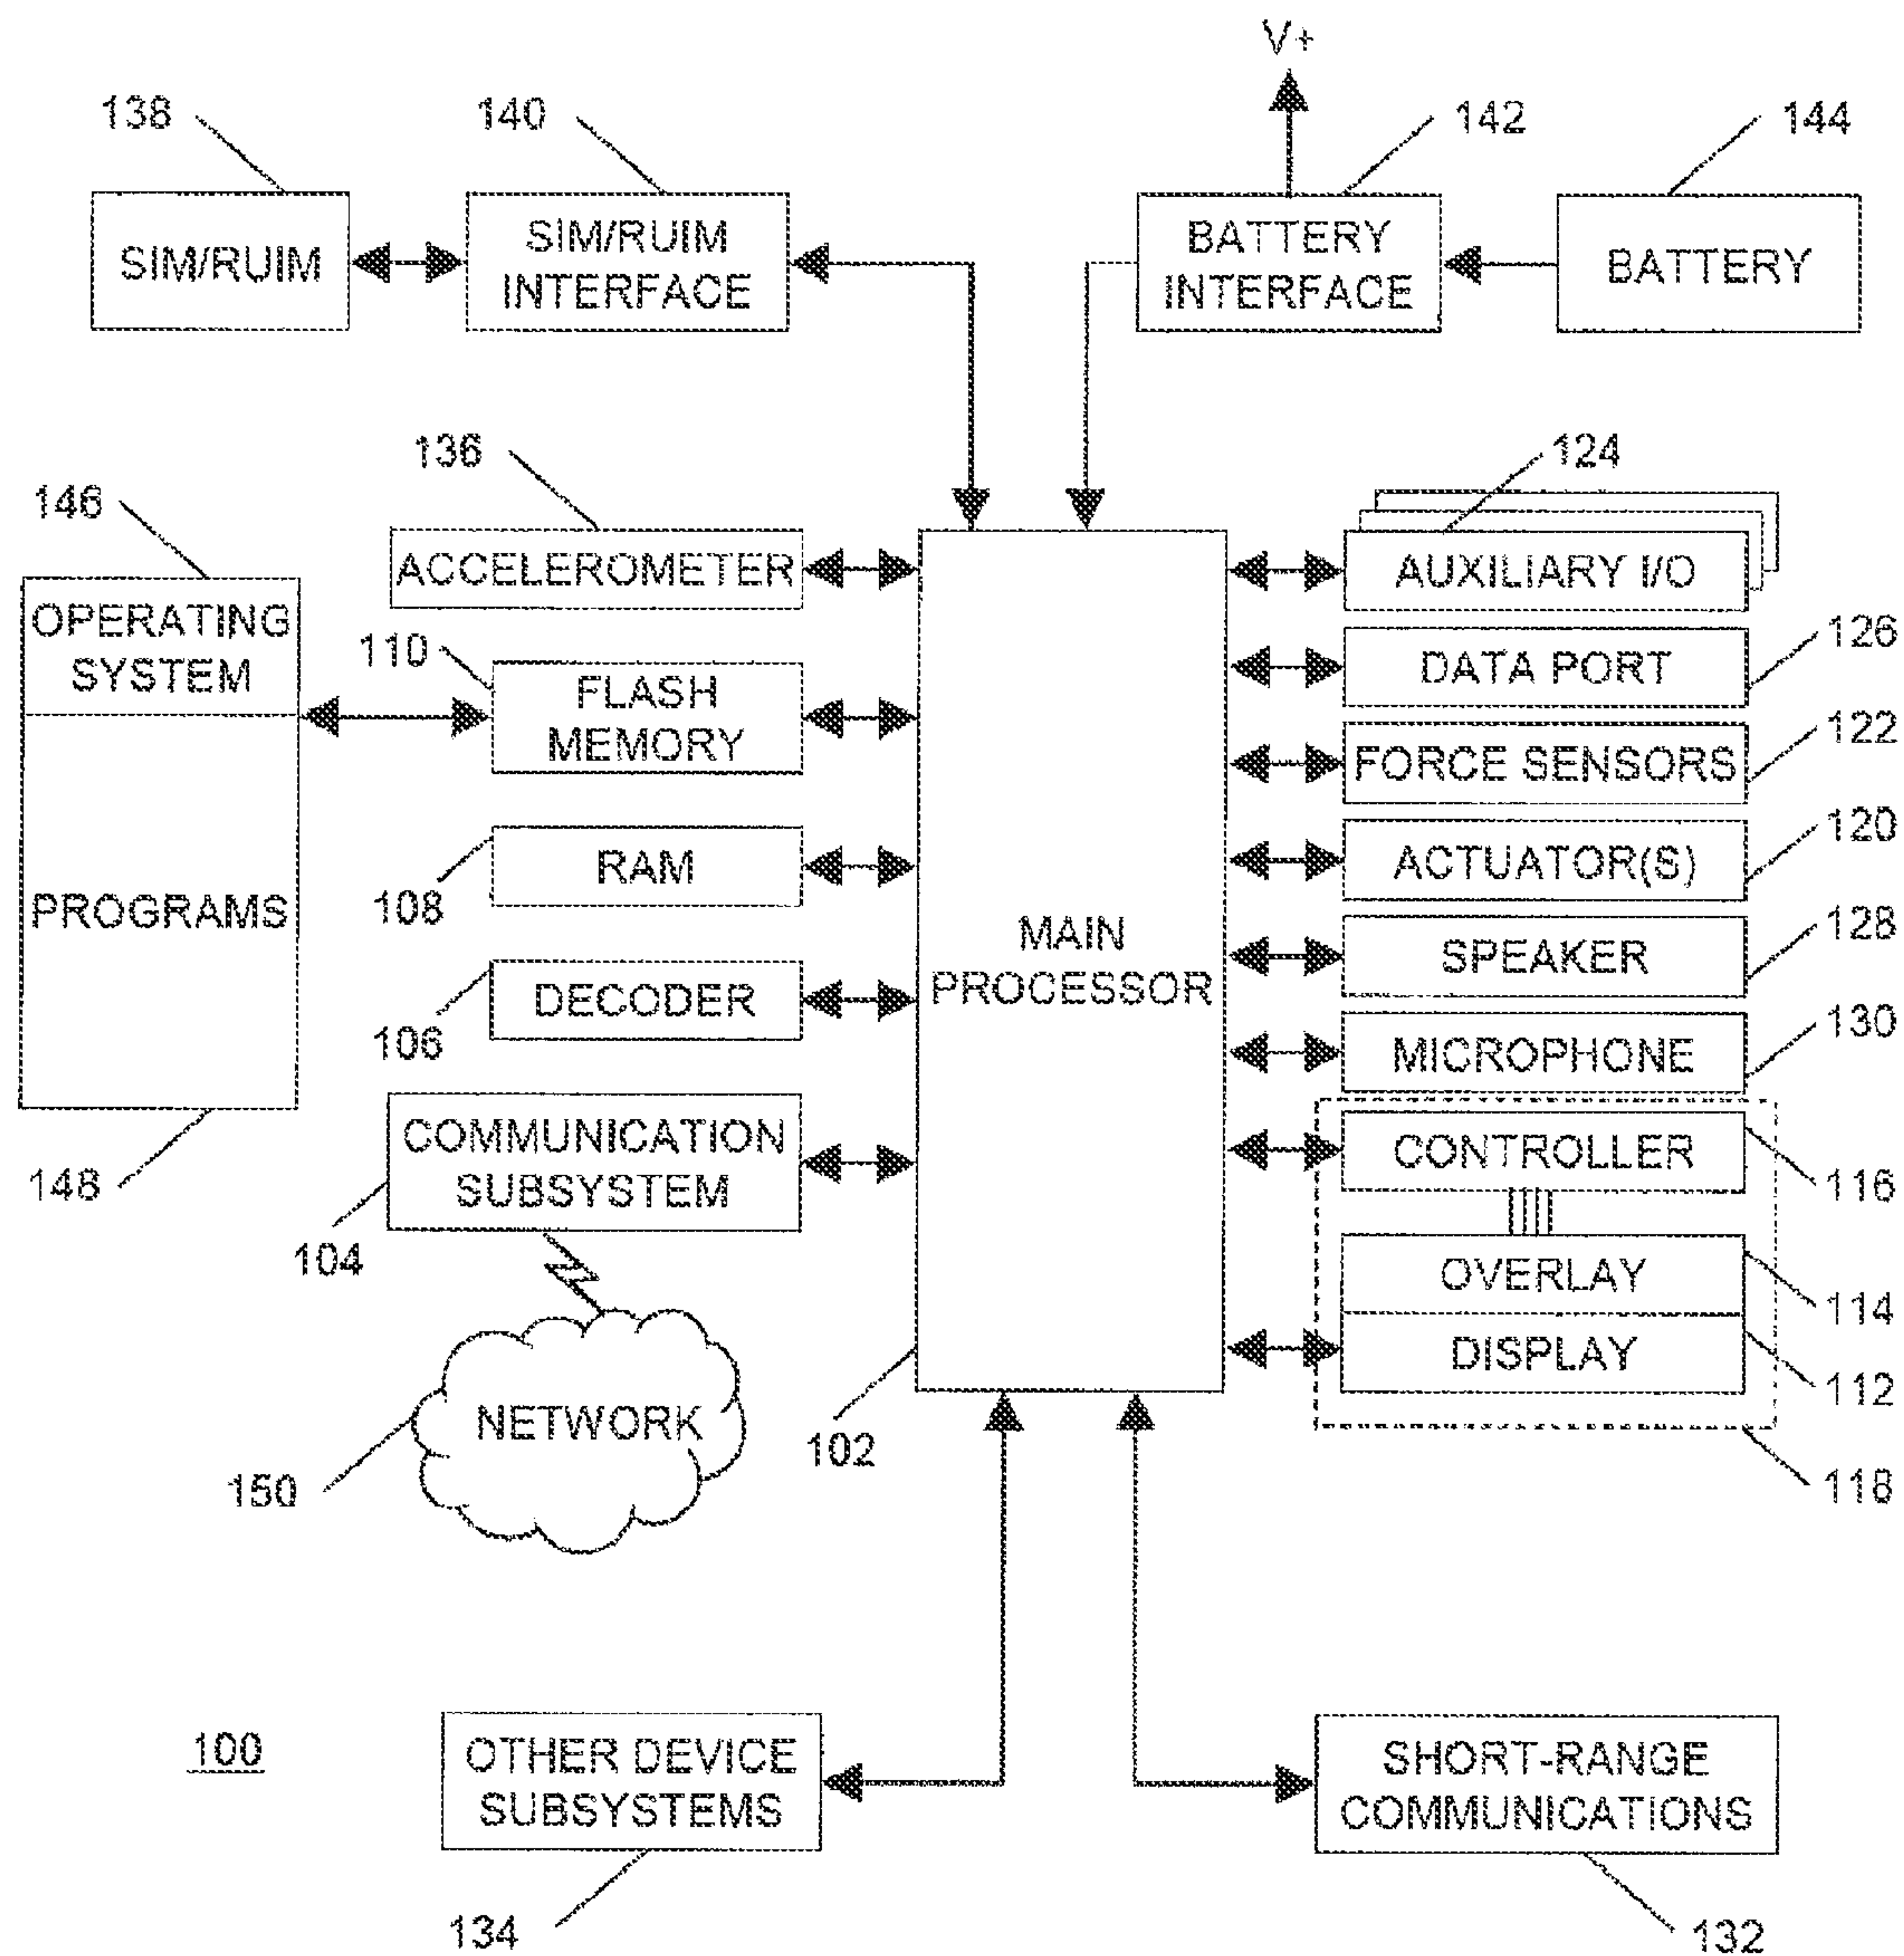 V+
138
140
142
144
SIM/RUIM
SIM/RUIM
INTERFACE
BATTERY
INTERFACE
BATTERY
136
124
146
ACCELEROMETER
AUXILIARY I/O
OPERATING
SYSTEM
110
FLASH
MEMORY
DATA PORT
126
FORCE SENSORS
122
PROGRAMS
RAM
108
MAIN
PROCESSOR
ACTUATOR(S)
120
SPEAKER
128
DECODER
106
MICROPHONE
130
COMMUNICATION
SUBSYSTEM
148
104
CONTROLLER
116
OVERLAY
114
DISPLAY
112
NETWORK
150
102
118
100
OTHER DEVICE
SUBSYSTEMS
SHORT-RANGE
COMMUNICATIONS
134
132